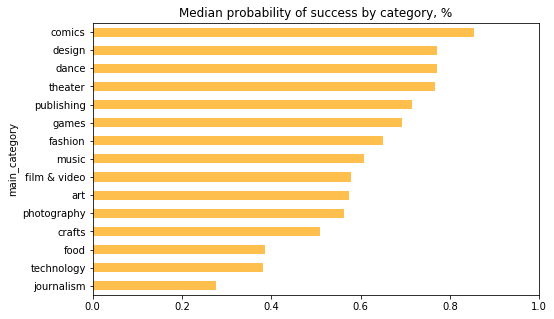 Median probability of success by category, %
main_category
comics
design
dance
theater
publishing
games
fashion
music
film & video
art
photography
crafts
food
technology
journalism
0.0 0.2 0.4 0.6 0.8 1.0